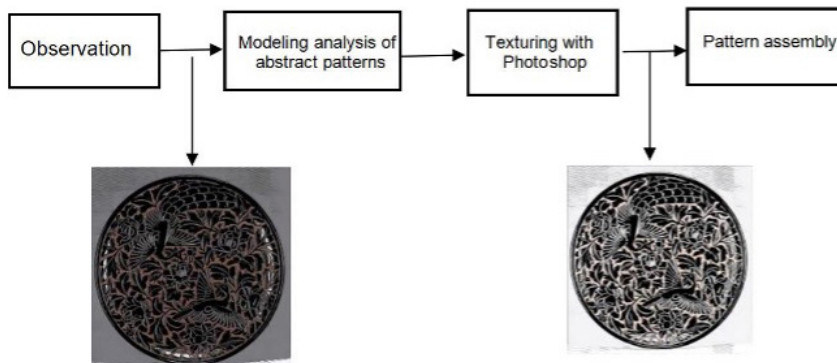 Observation
Modeling analysis of
abstract patterns
Texturing with
Photoshop
Pattern assembly